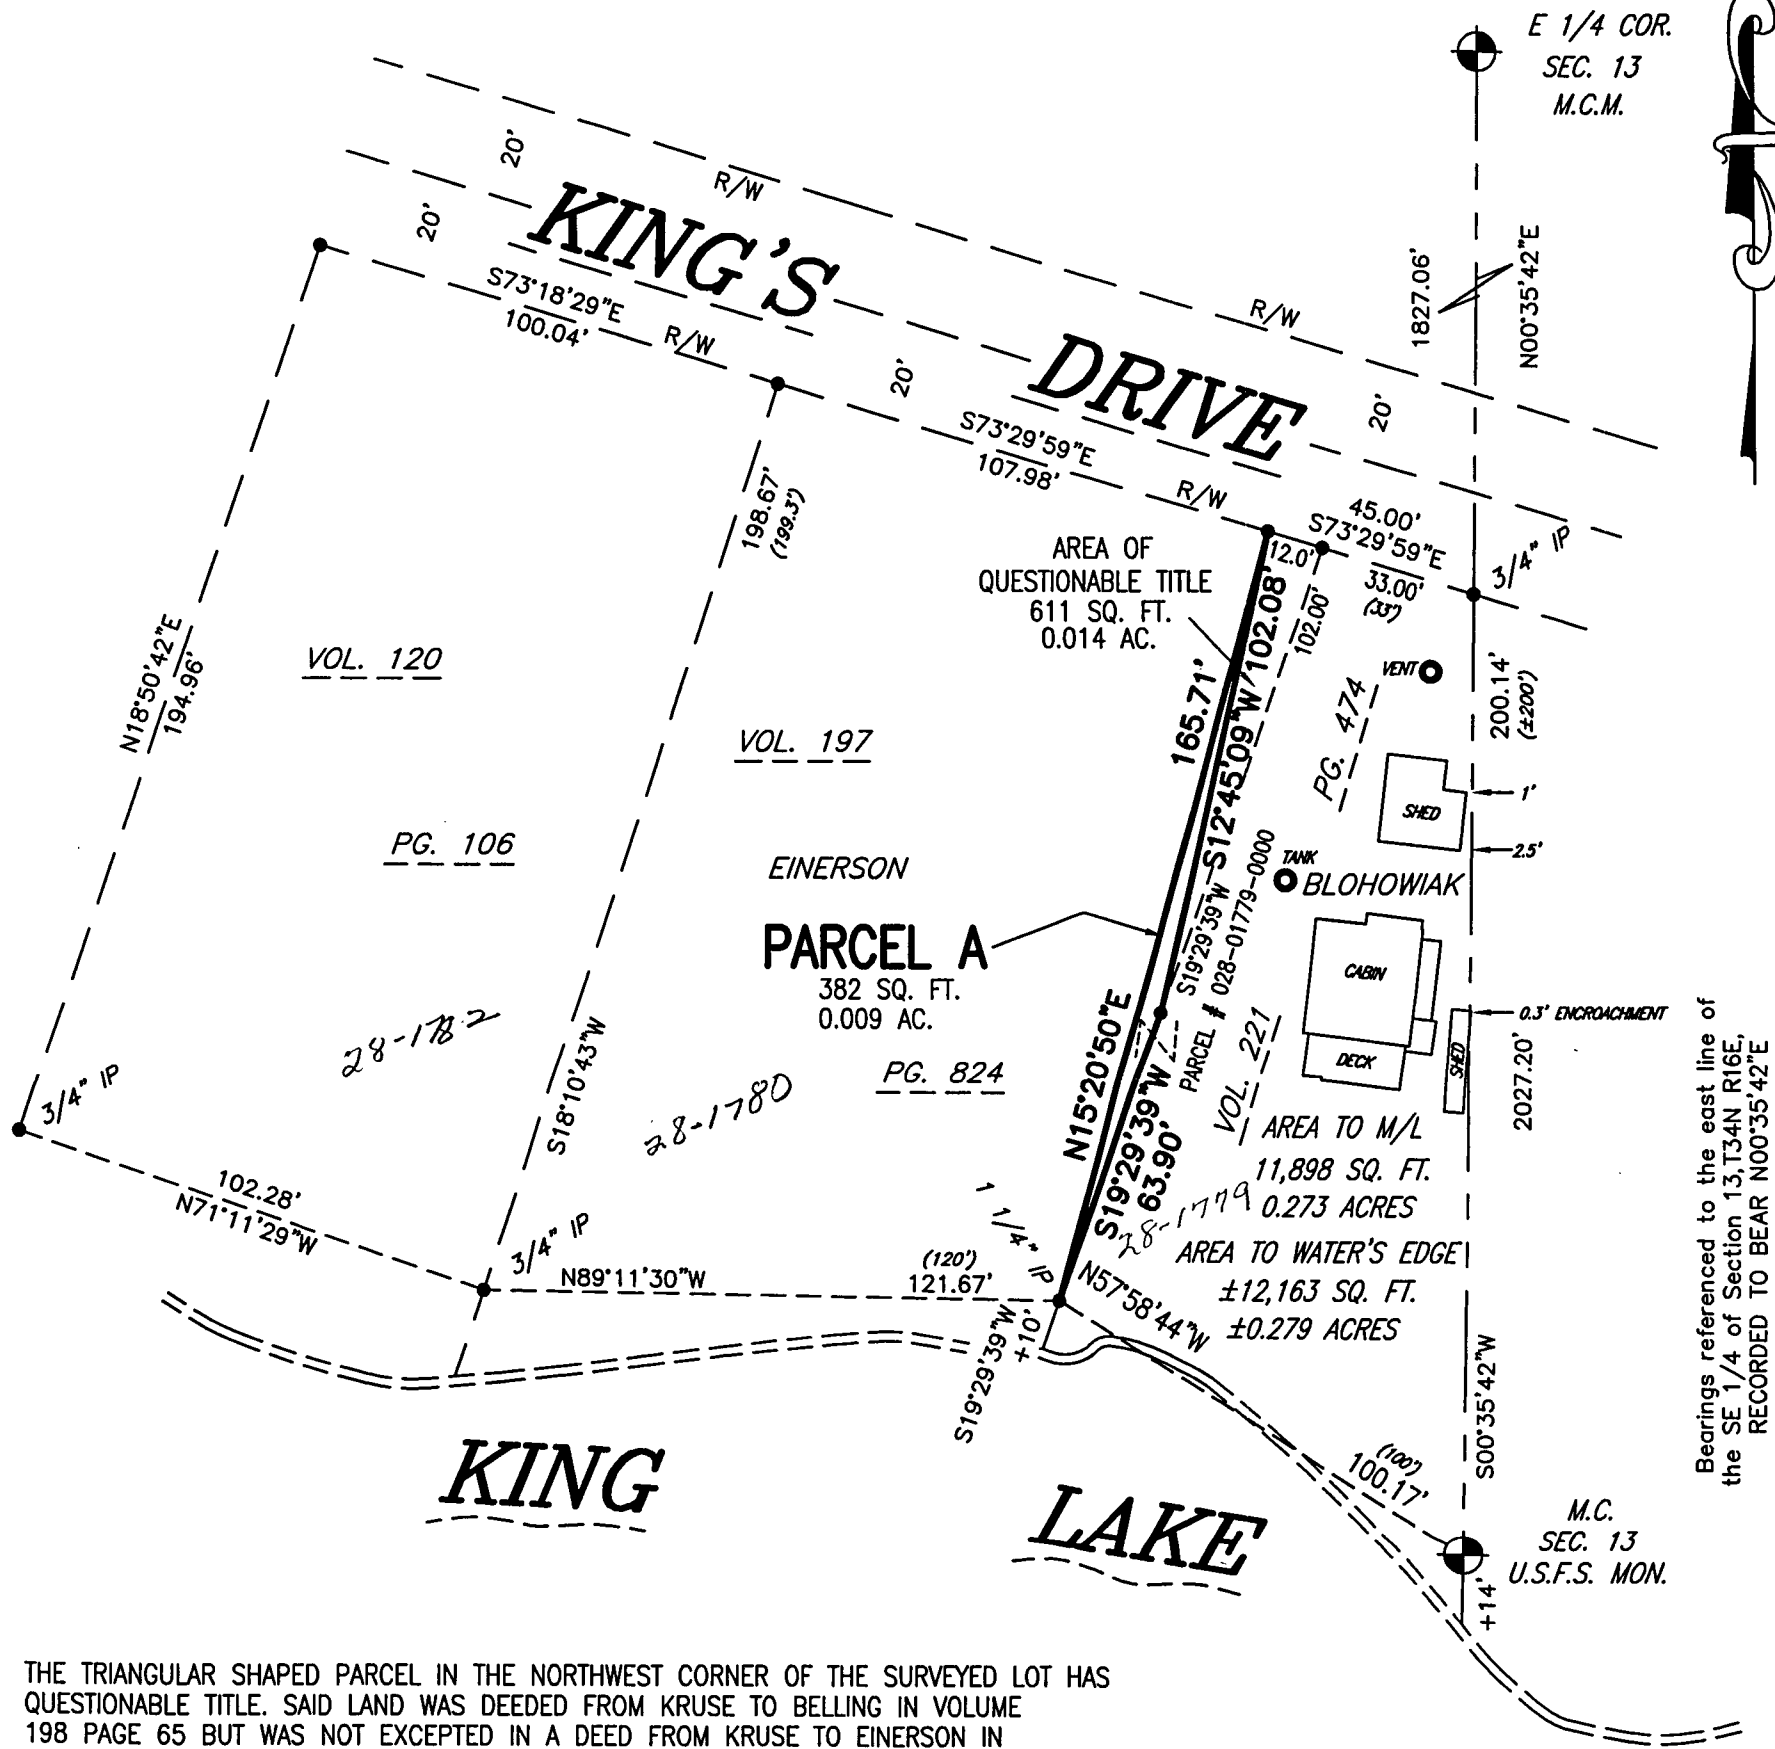 E 1/4 COR.
SEC. 13
M.C.M.
20'
20'
R/W
KING'S
S73°18'29"E
100.04'
R/W
20'
R/W
DRIVE
20'
1827.06'
N00°35'42"E
S73°29'59"E
107.98'
R/W
45.00'
S73°29'59"E
12.0'
33.00'
(33')
3/4" IP
198.67'
(199.3')
AREA OF
QUESTIONABLE TITLE
611 SQ. FT.
0.014 AC.
165.71'
S12°45'09"W 102.08'
102.00'
VENT
200.14'
(±200')
N18°50'42"E
194.96'
VOL. 120
VOL. 197
PG. 474
SHED
1'
2.5'
PG. 106
EINERSON
TANK
BLOHOWIAK
PARCEL A
382 SQ. FT.
0.009 AC.
S19°29'39"W
PARCEL # 028-01779-0000
CABIN
DECK
SHED
0.3' ENCROACHMENT
28-1782
S18°10'43"W
28-1780
PG. 824
N15°20'50"E
S19°29'39"W
63.90'
VOL. 221
2027.20'
AREA TO M/L
11,898 SQ. FT.
0.273 ACRES
28-1779
AREA TO WATER'S EDGE
±12,163 SQ. FT.
±0.279 ACRES
3/4" IP
102.28'
N71°11'29"W
3/4" IP
N89°11'30"W
(120')
121.67'
1 1/4" IP
N57°58'44"W
S19°29'39"W
±10'
S00°35'42"W
(100')
100.17'
Bearings referenced to the east line of
the SE 1/4 of Section 13,T34N R16E,
RECORDED TO BEAR N00°35'42"E
KING
LAKE
M.C.
SEC. 13
U.S.F.S. MON.
±14'
THE TRIANGULAR SHAPED PARCEL IN THE NORTHWEST CORNER OF THE SURVEYED LOT HAS
QUESTIONABLE TITLE. SAID LAND WAS DEEDED FROM KRUSE TO BELLING IN VOLUME
198 PAGE 65 BUT WAS NOT EXCEPTED IN A DEED FROM KRUSE TO EINERSON IN